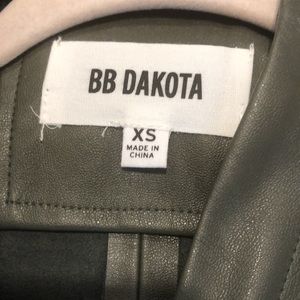 BB DAKOTA
XS
MADE IN
CHINA